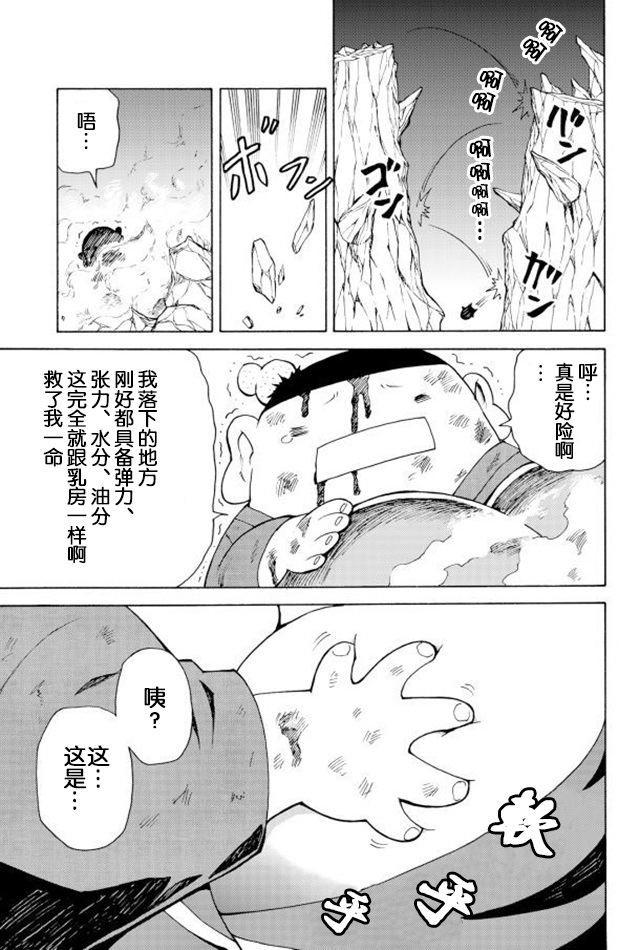 啊啊
啊啊
啊
啊啊啊…
バン
ゴン
ガン
ボフン
唔…
呼…
真是好险啊
我落下的地方
刚好都具备弹力、
张力、水分、油分
这完全就跟乳房一样啊
救了我一命
咦?
这…
这是…
软
乎
乎